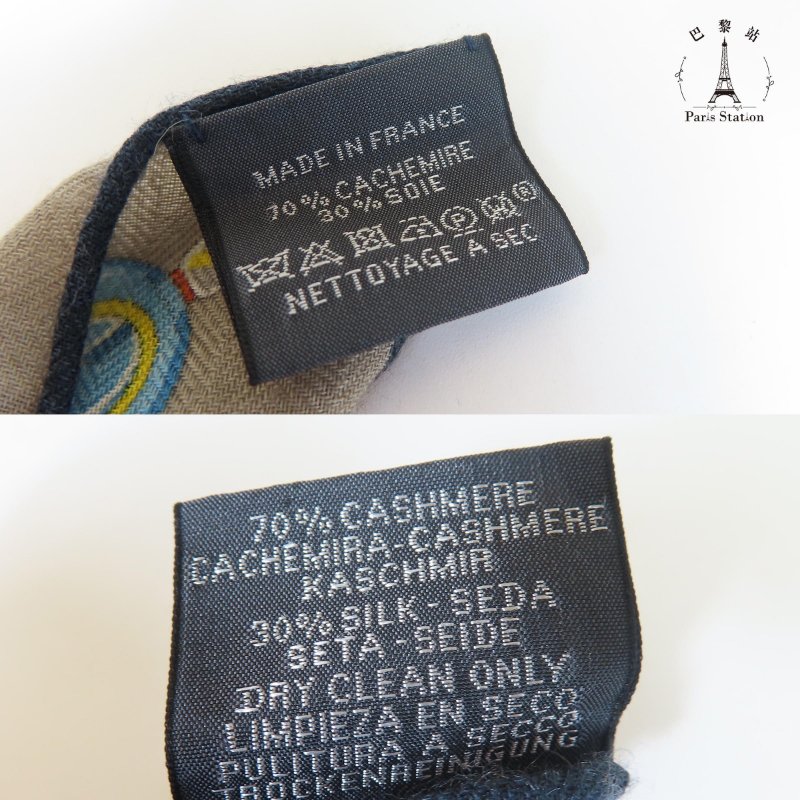 巴黎站
Paris Station
MADE IN FRANCE
70% CACHEMIRE
30% SOIE
NETTOYAGE A SEC
70% CASHMERE
CACHEMIRA-CASHMERE
KASCHMIR
30% SILK - SEDA
SETA - SEIDE
DRY CLEAN ONLY
LIMPIEZA EN SECO
PULITURA A SECCO
TROCKENREINIGUNG